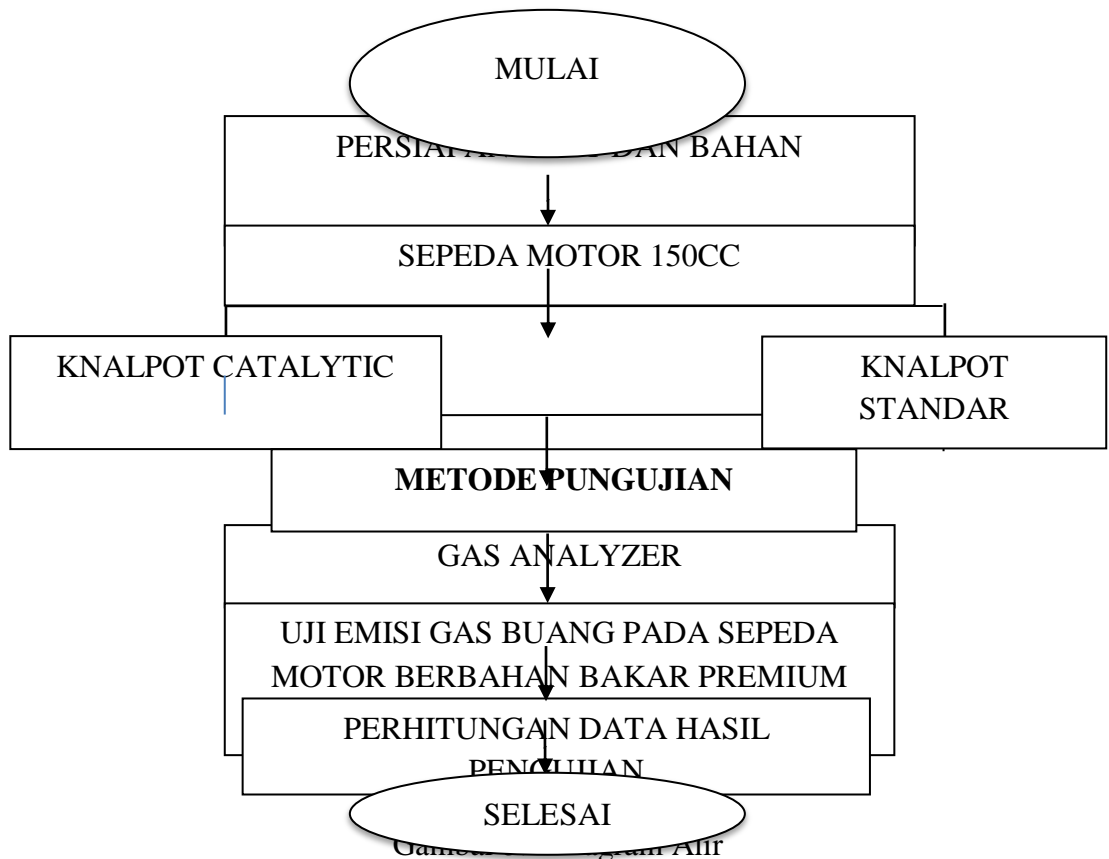 MULAI
DAN BAHAN
SEPEDA MOTOR 150CC
KNALPOT CATALYTIC
KNALPOT
STANDAR
METODE PUNGUJIAN
GAS ANALYZER
UJI EMISI GAS BUANG PADA SEPEDA
MOTOR BERBAHAN BAKAR PREMIUM
PERHITUNGAN DATA HASIL
PENGUJIAN
SELESAI
Alir